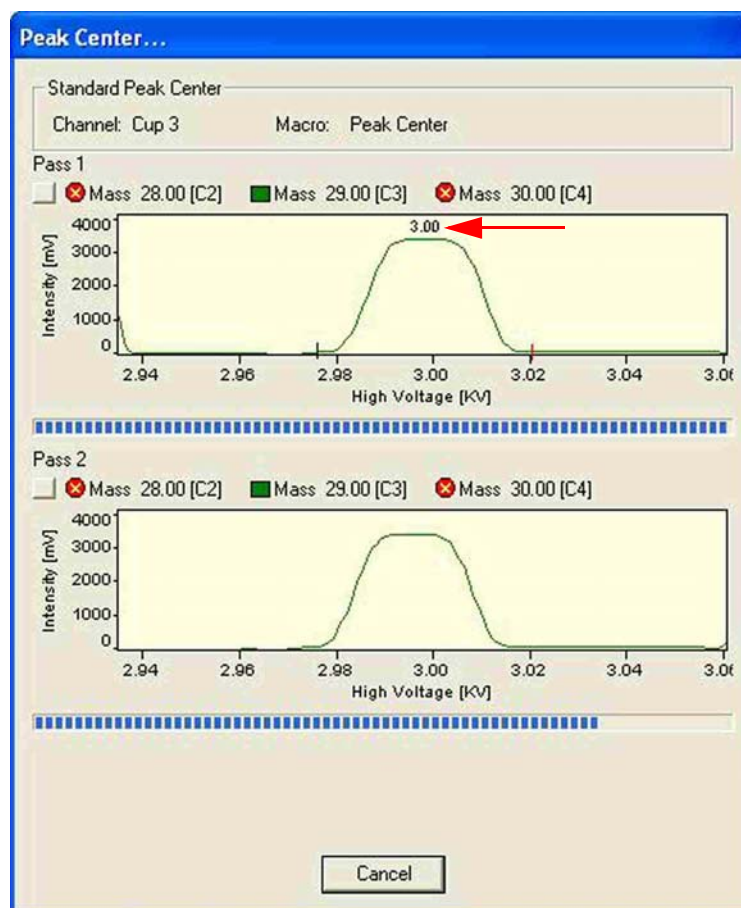 Peak Center...
Standard Peak Center
Channel: Cup 3 Macro: Peak Center
Pass 1
Mass 28.00 [C2] Mass 29.00 [C3] Mass 30.00 [C4]
3.00
4000
3000
2000
1000
0
Intensity [mV]
2.94 2.96 2.98 3.00 3.02 3.04 3.0
High Voltage [KV]
Pass 2
Mass 28.00 [C2] Mass 29.00 [C3] Mass 30.00 [C4]
4000
3000
2000
1000
0
Intensity [mV]
2.94 2.96 2.98 3.00 3.02 3.04 3.0
High Voltage [KV]
Cancel